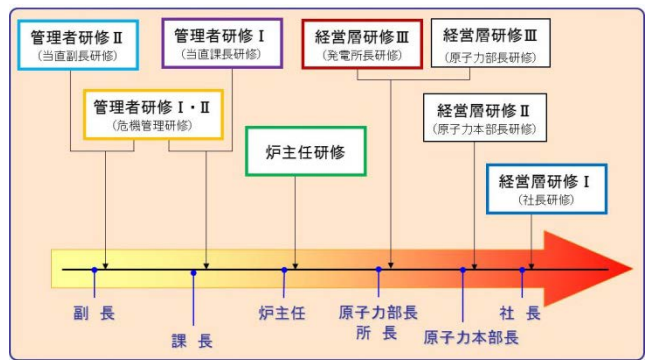 管理者研修Ⅱ
(当直副長研修)
管理者研修Ⅰ
(当直課長研修)
経営層研修Ⅲ
(発電所長研修)
経営層研修Ⅲ
(原子力部長研修)
管理者研修Ⅰ・Ⅱ
(危機管理研修)
炉主任研修
経営層研修Ⅱ
(原子力本部長研修)
経営層研修Ⅰ
(社長研修)
副 長
課 長
炉主任
原子力部長
所 長
原子力本部長
社 長